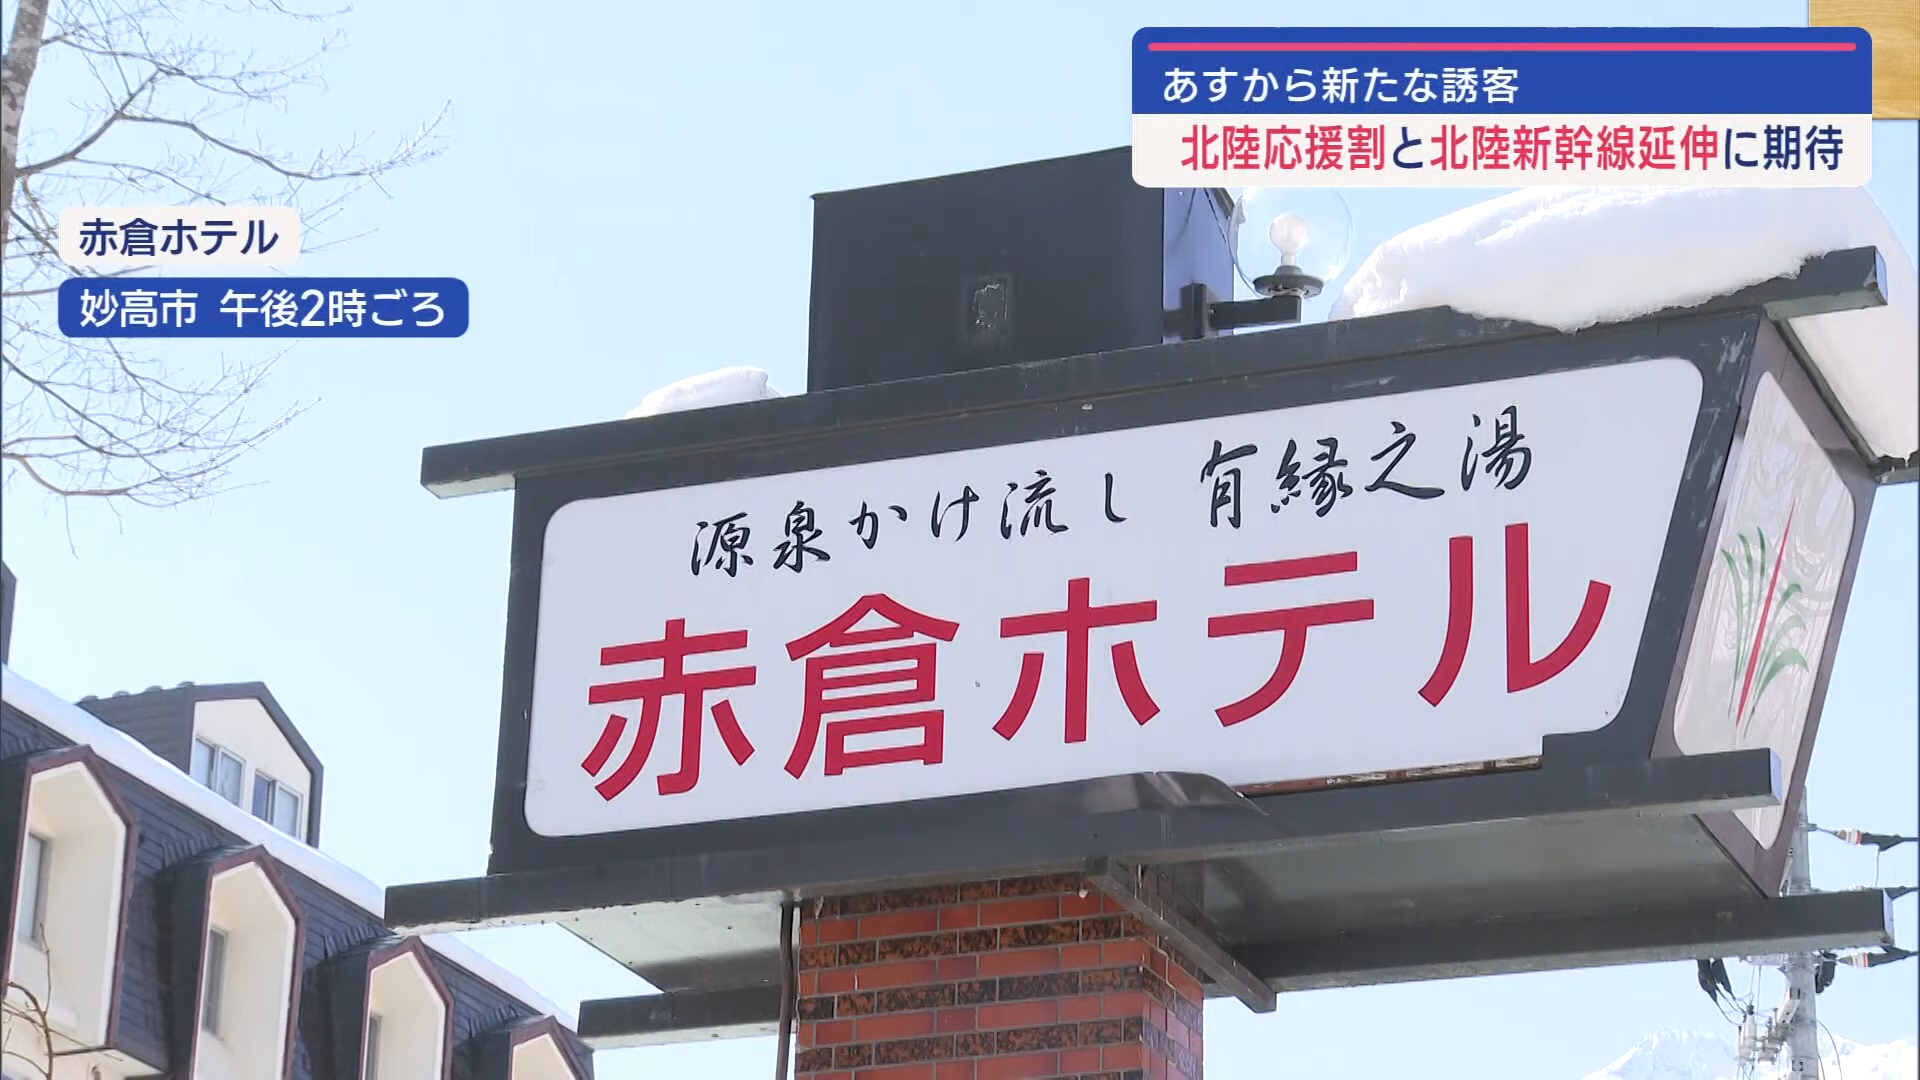 あすから新たな誘客
北陸応援割と北陸新幹線延伸に期待
赤倉ホテル
妙高市 午後2時ごろ
源泉かけ流し 有縁之湯
赤倉ホテル